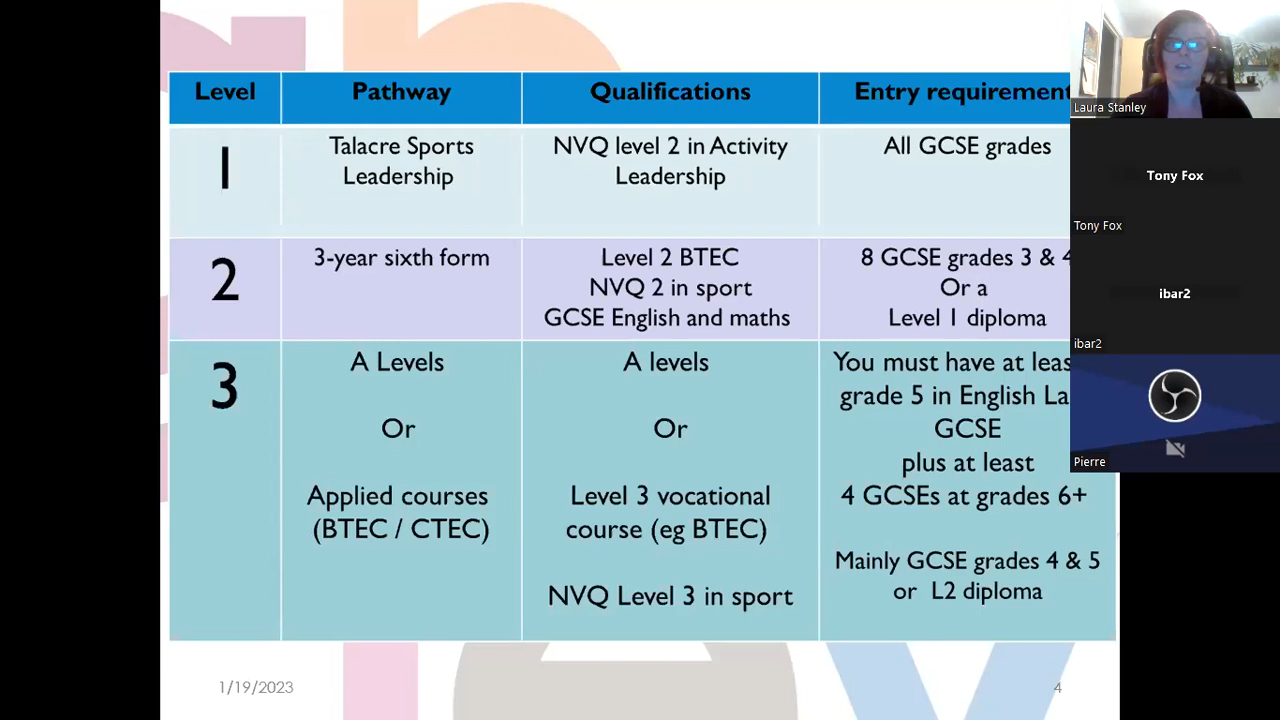 Level Pathway Qualifications Entry requirement
1
Talacre Sports
Leadership
NVQ level 2 in Activity
Leadership
All GCSE grades
2
3-year sixth form
Level 2 BTEC
NVQ 2 in sport
GCSE English and maths
8 GCSE grades 3 & 4
Or a
Level 1 diploma
3
A Levels
Or
Applied courses
(BTEC / CTEC)
A levels
Or
Level 3 vocational
course (eg BTEC)
NVQ Level 3 in sport
You must have at leas
grade 5 in English La
GCSE
plus at least
4 GCSEs at grades 6+
Mainly GCSE grades 4 & 5
or L2 diploma
1/19/2023
4
Laura Stanley
Tony Fox
Tony Fox
ibar2
ibar2
Pierre